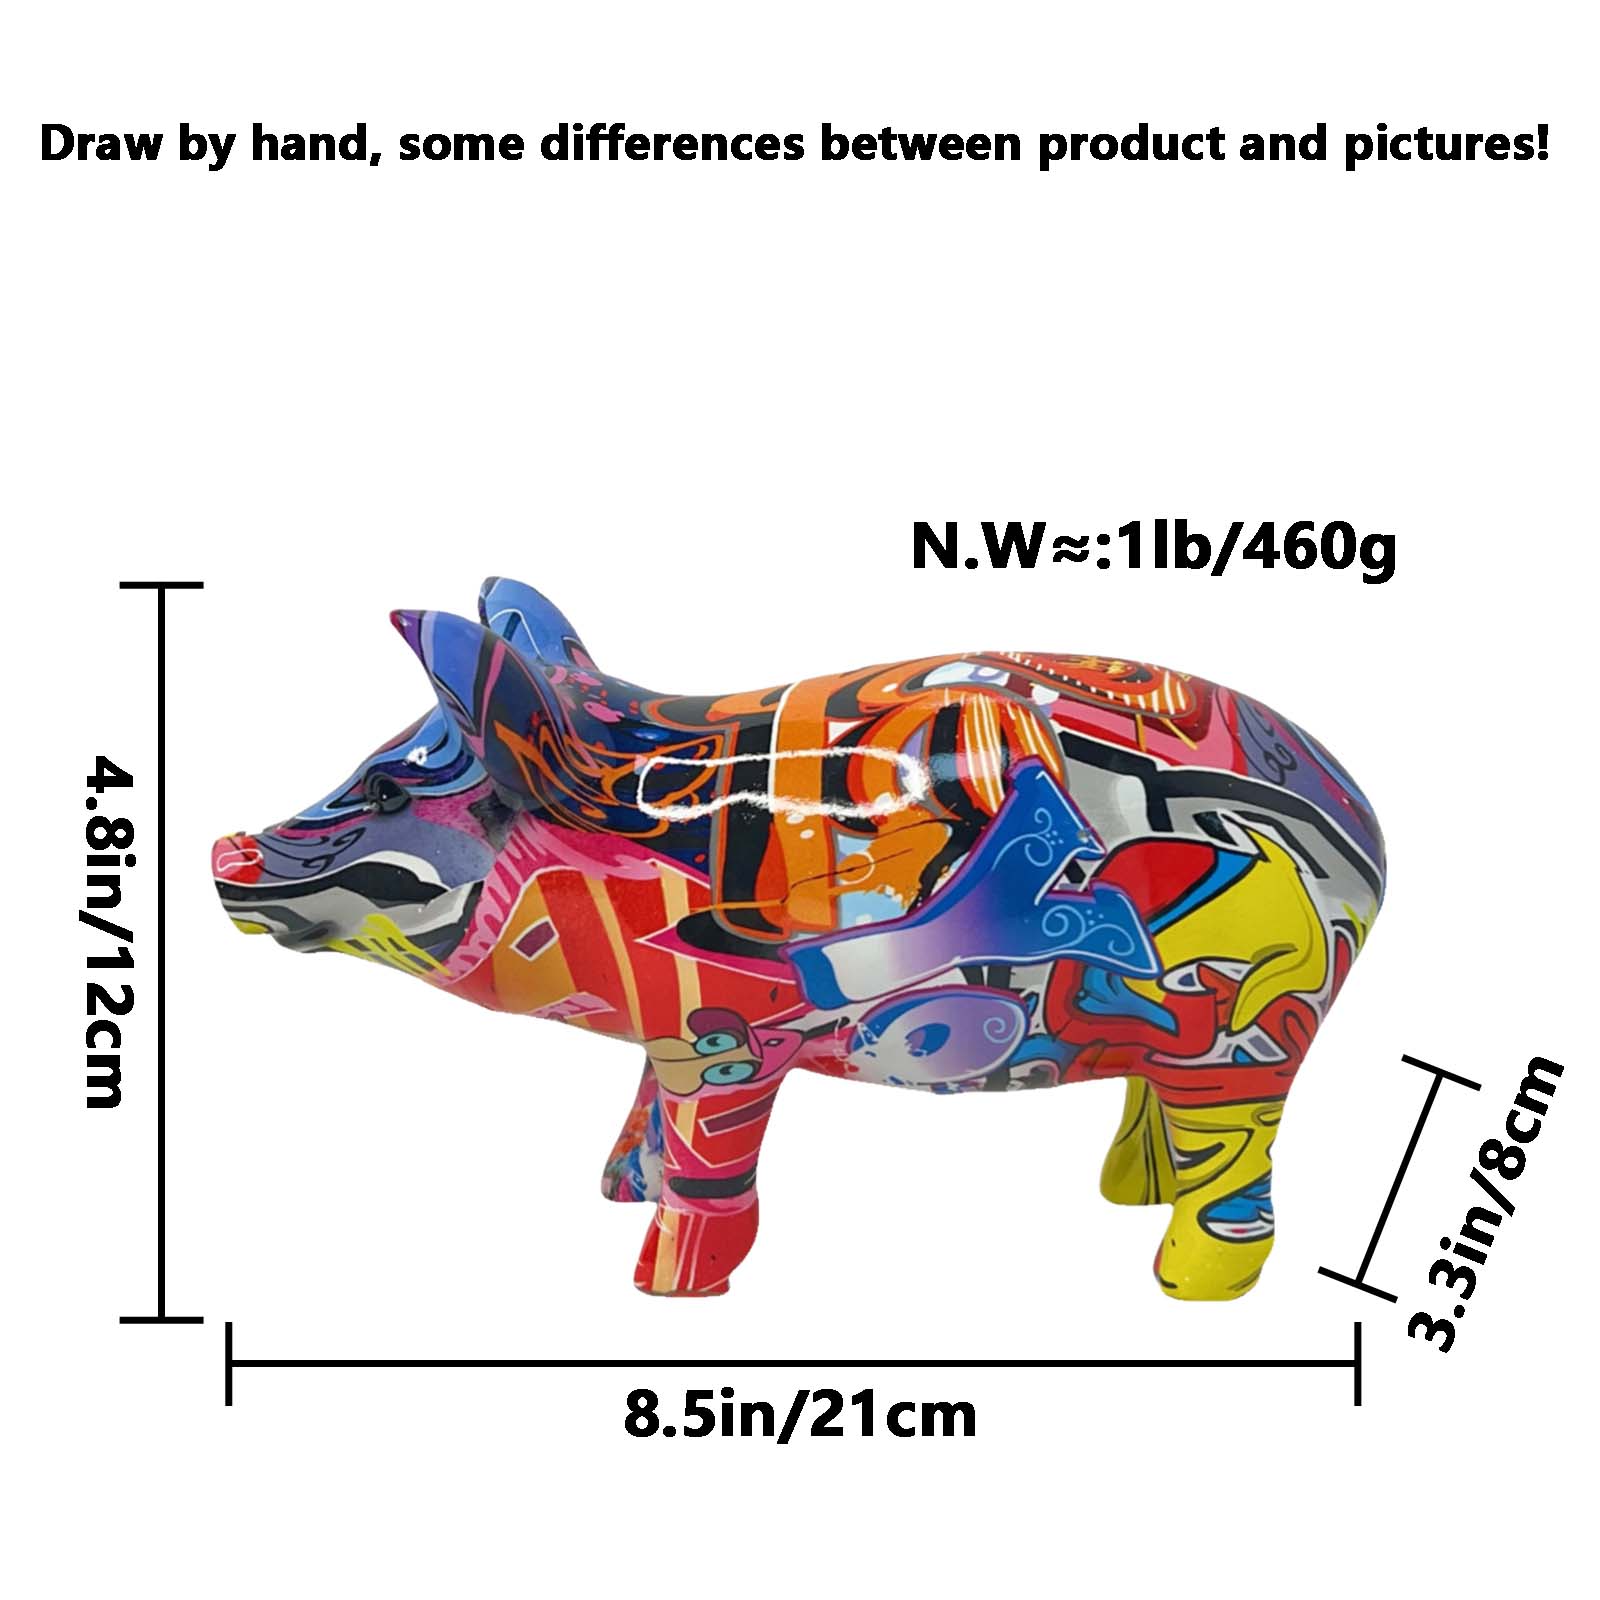 Draw by hand, some differences between product and pictures!
N.W≈:1lb/460g
4.8in/12cm
3.3in/8cm
8.5in/21cm